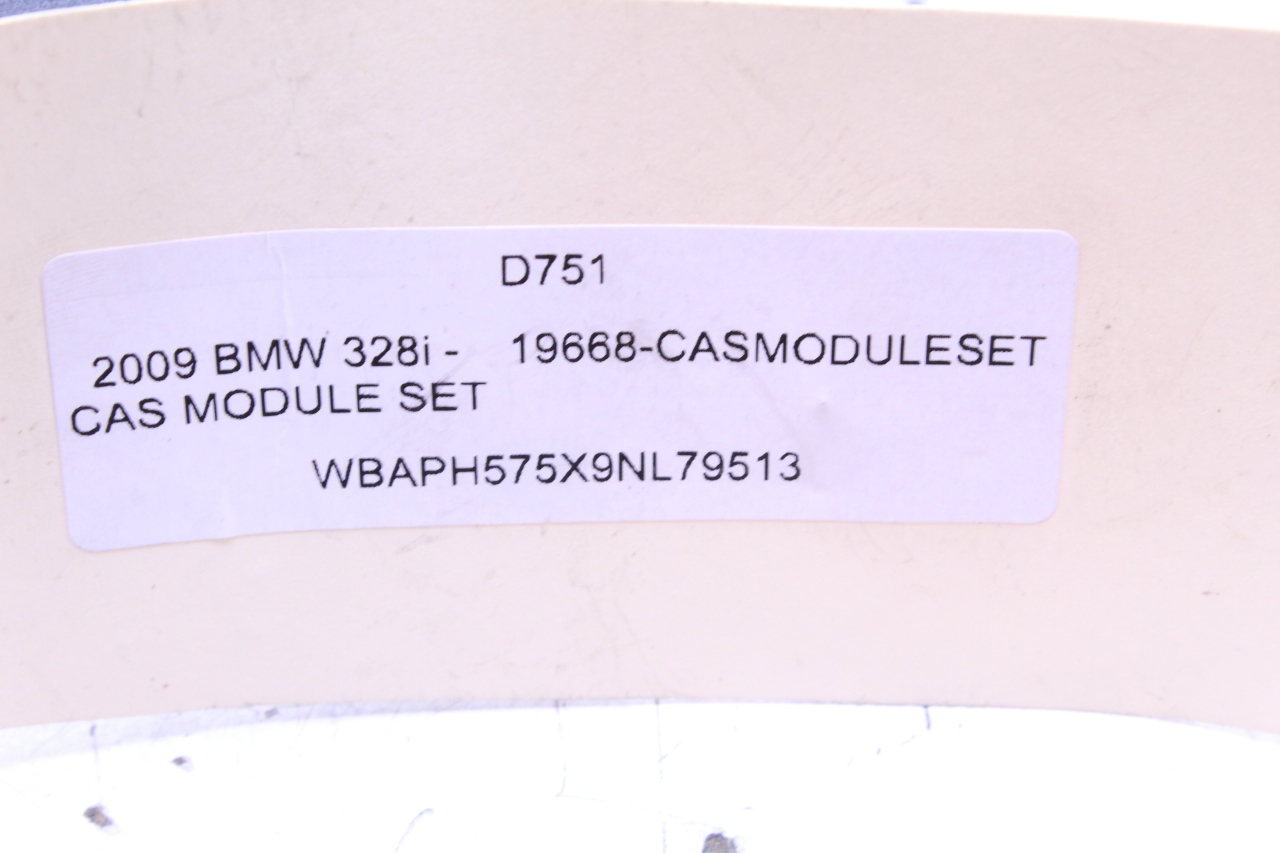 D751
2009 BMW 328i - 19668-CASMODULESET
CAS MODULE SET
WBAPH575X9NL79513